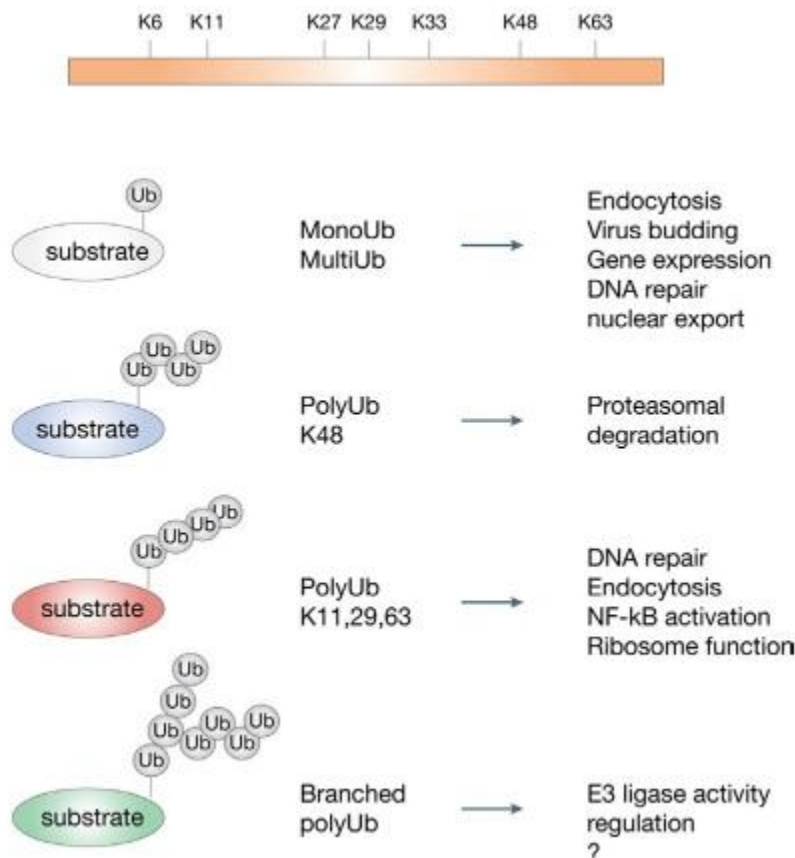 K6 K11 K27 K29 K33 K48 K63
Ub
substrate
MonoUb
MultiUb
Endocytosis
Virus budding
Gene expression
DNA repair
nuclear export
Ub Ub Ub Ub
substrate
PolyUb
K48
Proteasomal
degradation
Ub Ub Ub Ub
substrate
PolyUb
K11,29,63
DNA repair
Endocytosis
NF-kB activation
Ribosome function
Ub
Ub
Ub Ub Ub
Ub Ub
Ub
substrate
Branched
polyUb
E3 ligase activity
regulation
?